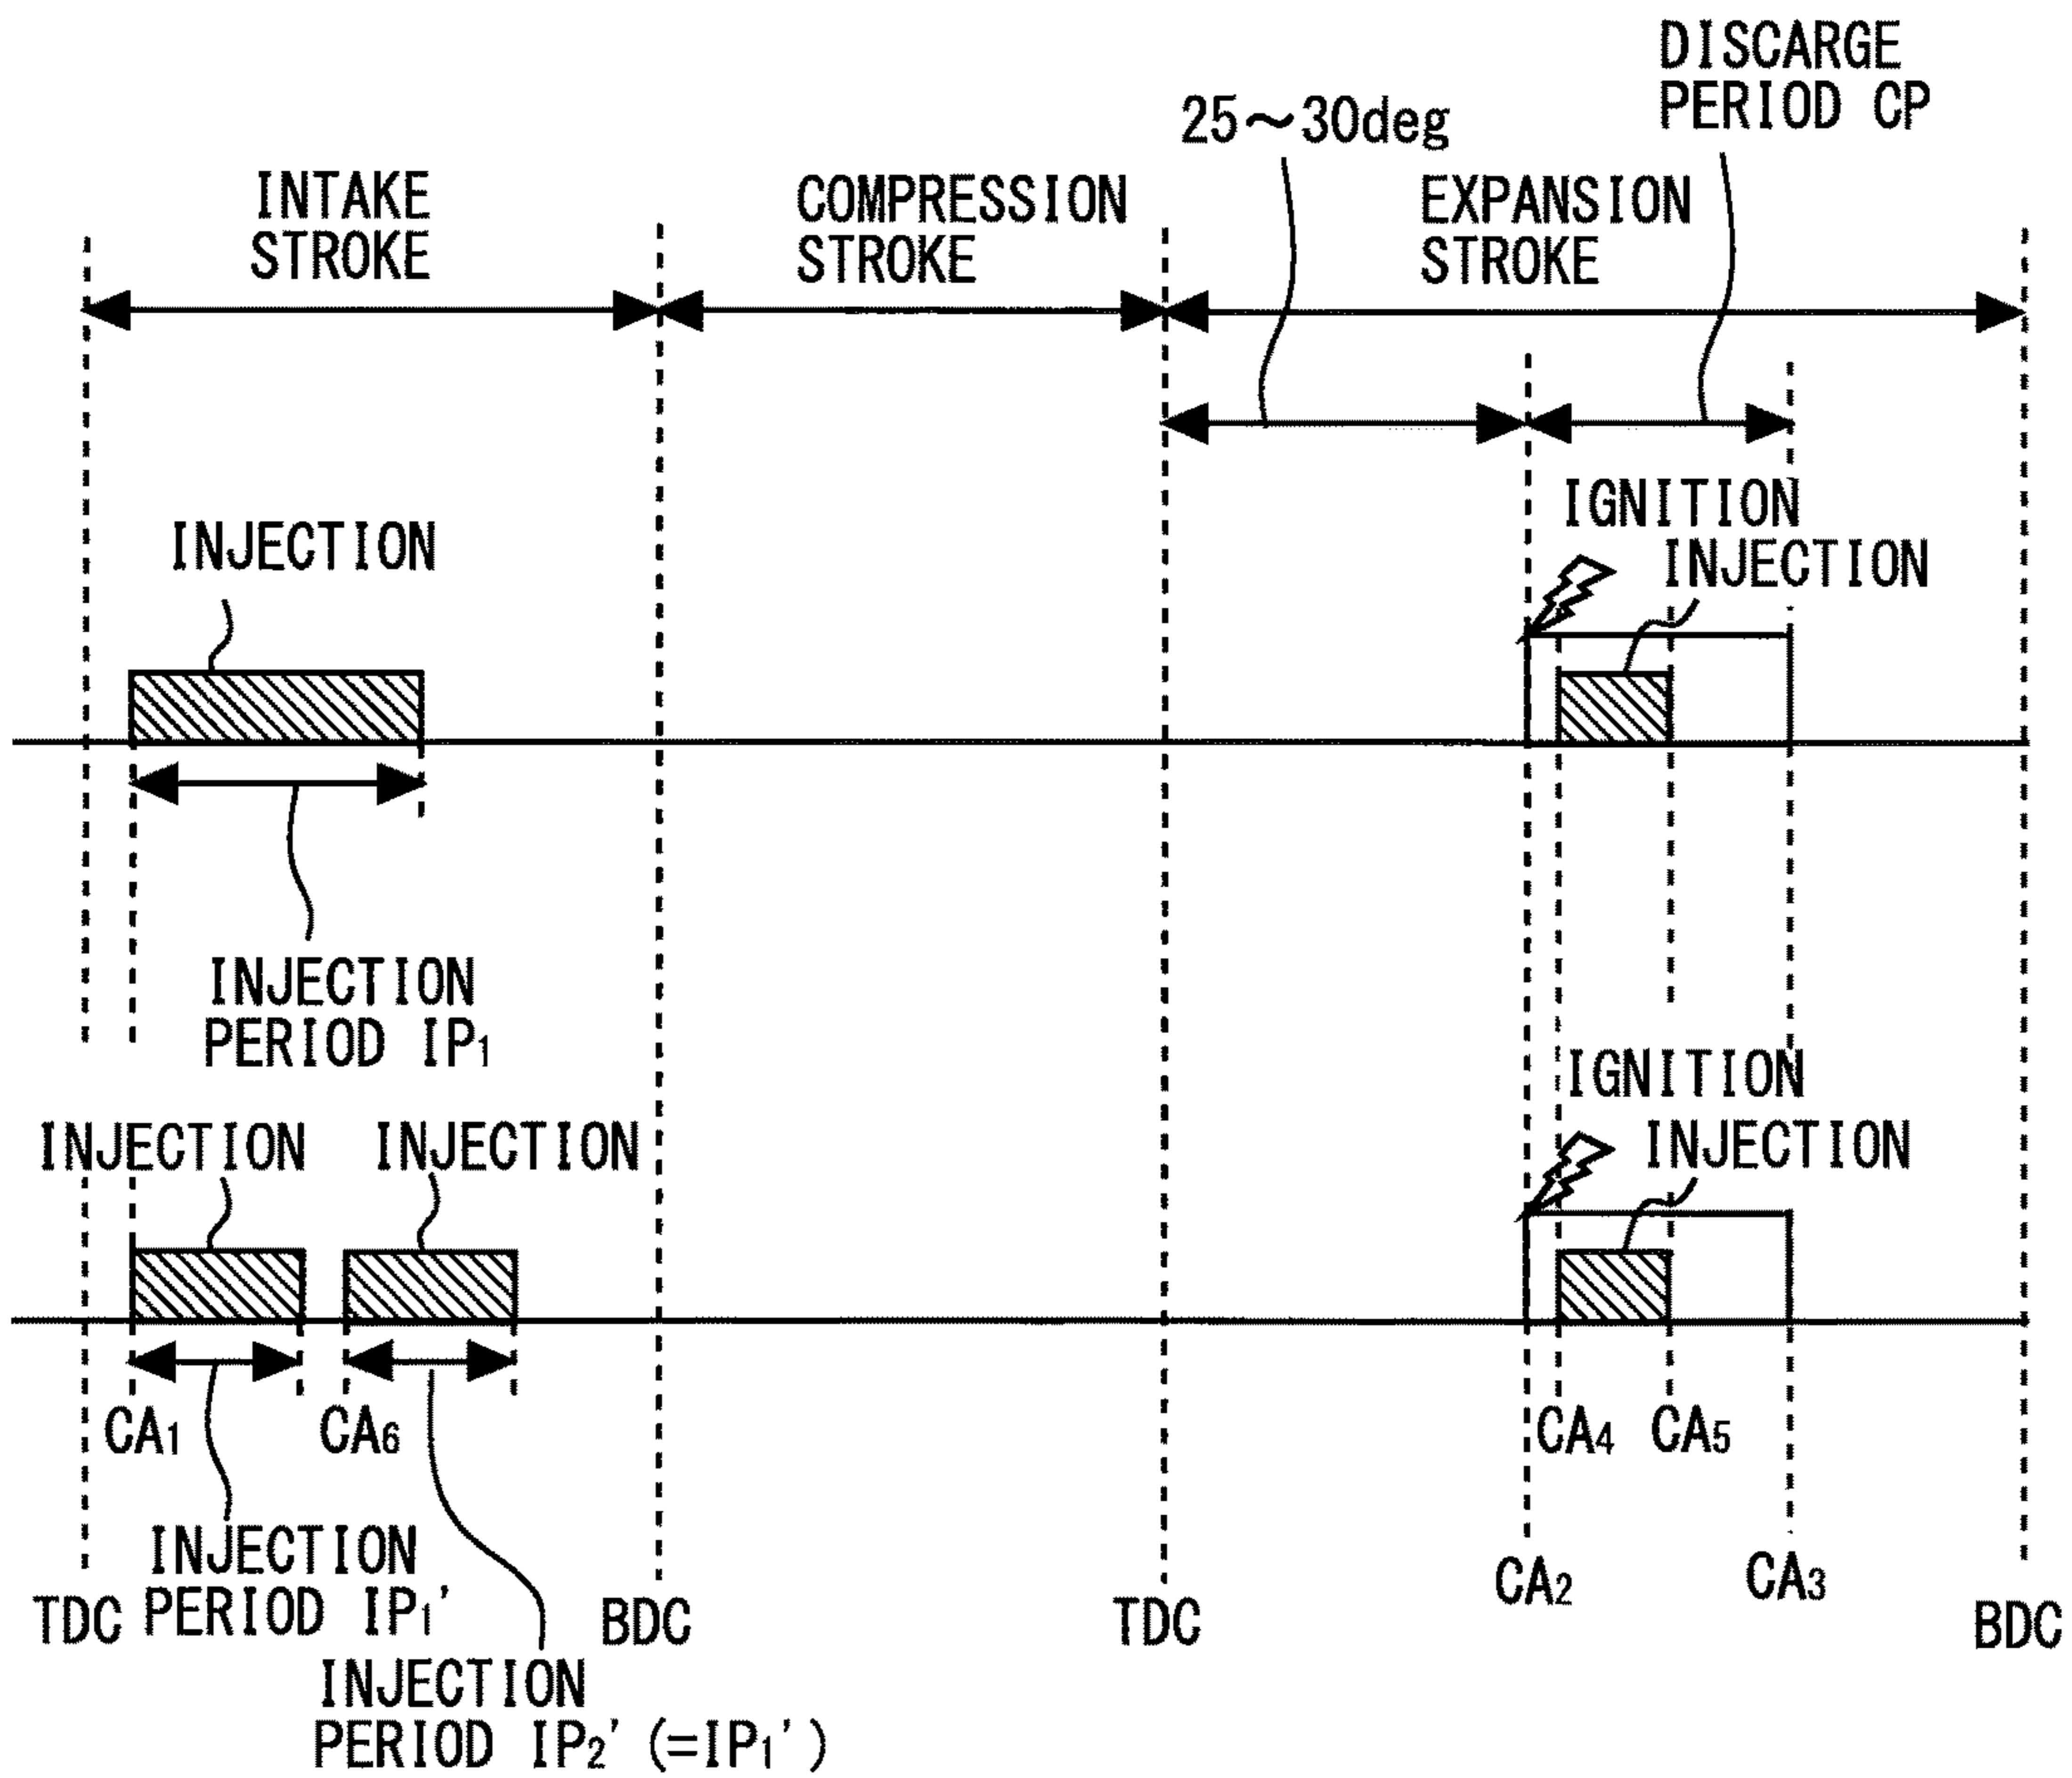 DISCARGE
PERIOD CP
25～30deg
INTAKE
STROKE
COMPRESSION
STROKE
EXPANSION
STROKE
INJECTION
IGNITION
INJECTION
INJECTION
PERIOD IP₁
INJECTION
INJECTION
IGNITION
INJECTION
CA₁
CA₆
CA₄
CA₅
INJECTION
PERIOD IP₁'
CA₂
CA₃
TDC
BDC
TDC
BDC
INJECTION
PERIOD IP₂' (=IP₁')